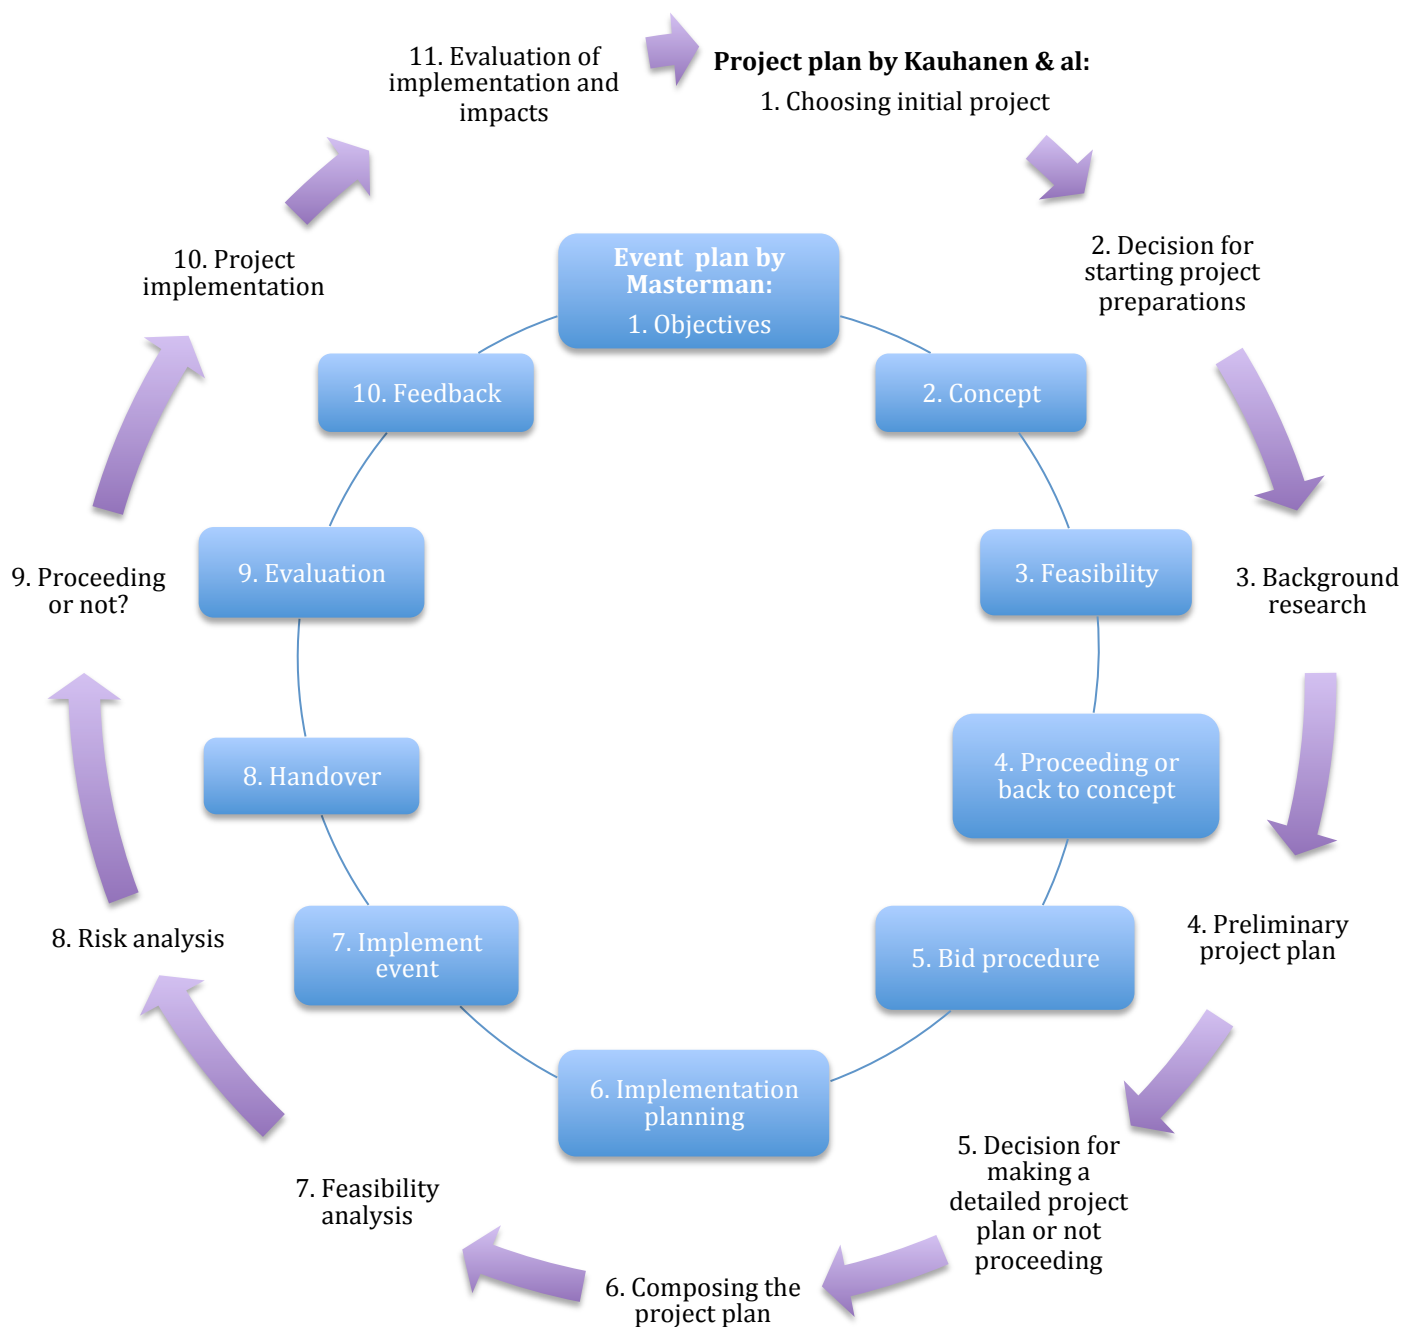 Project plan by Kauhanen & al:
1. Choosing initial project
2. Decision for
starting project
preparations
3. Background
research
4. Preliminary
project plan
5. Decision for
making a
detailed project
plan or not
proceeding
6. Composing the
project plan
7. Feasibility
analysis
8. Risk analysis
9. Proceeding
or not?
10. Project
implementation
11. Evaluation of
implementation and
impacts
Event plan by
Masterman:
1. Objectives
2. Concept
3. Feasibility
4. Proceeding or
back to concept
5. Bid procedure
6. Implementation
planning
7. Implement
event
8. Handover
9. Evaluation
10. Feedback